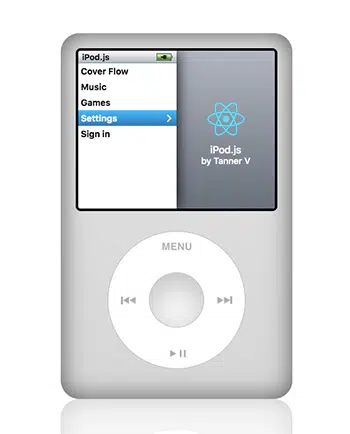 iPod.js
Cover Flow
Music
Games
Settings
Sign in
iPod.js
by Tanner V
MENU